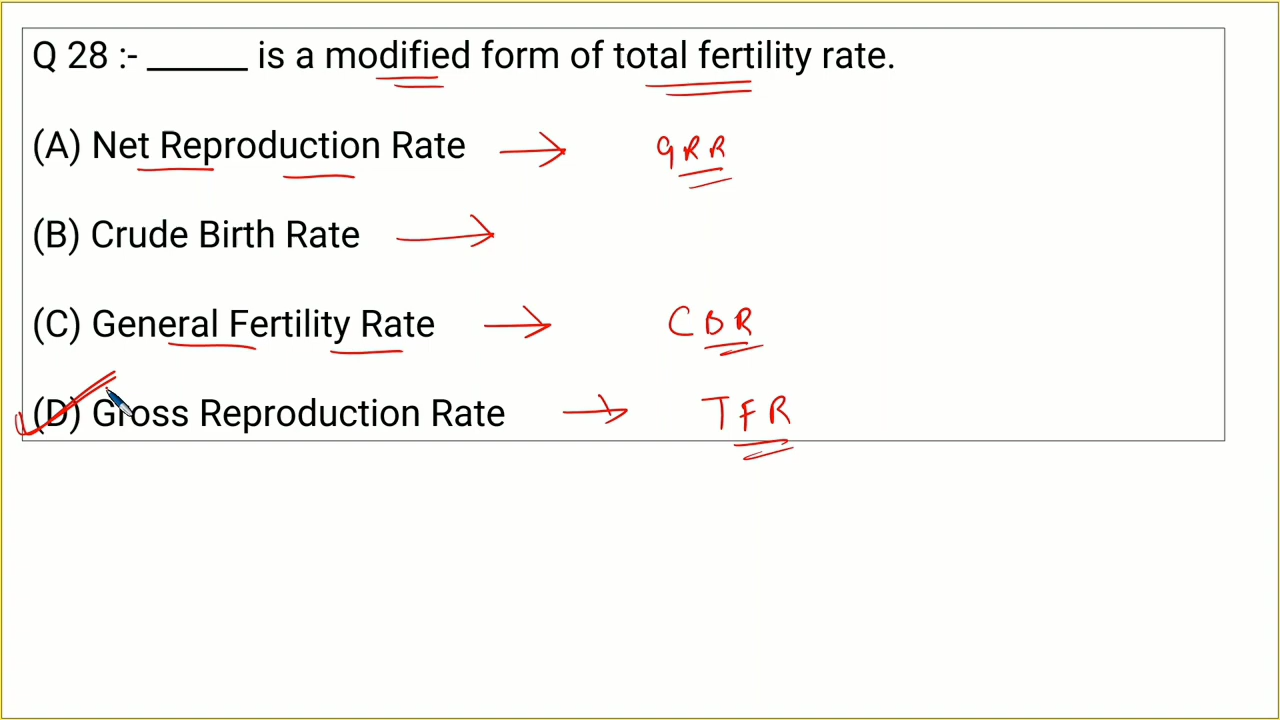 Q 28 :- ______ is a modified form of total fertility rate.
(A) Net Reproduction Rate → GRR
(B) Crude Birth Rate →
(C) General Fertility Rate → CBR
(D) Gross Reproduction Rate → TFR